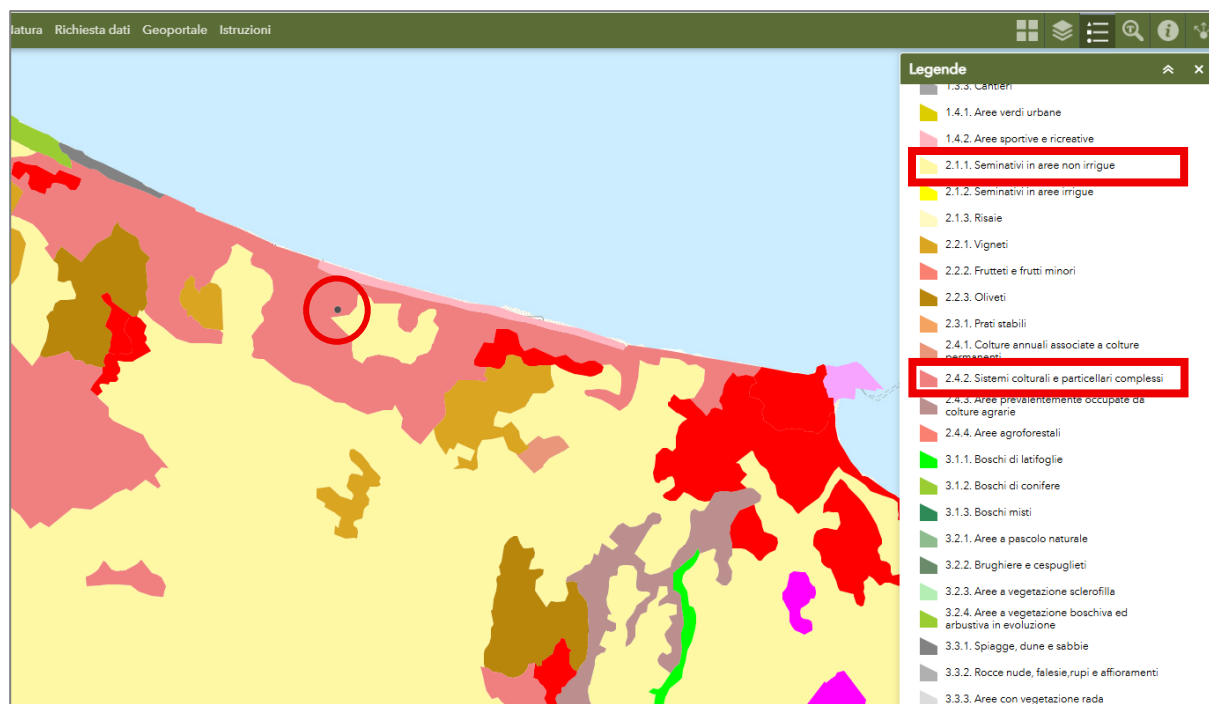 latura Richiesta dati Geoportale Istruzioni
Legende
1.3.3. Cantieri
1.4.1. Aree verdi urbane
1.4.2. Aree sportive e ricreative
2.1.1. Seminativi in aree non irrigue
2.1.2. Seminativi in aree irrigue
2.1.3. Risaie
2.2.1. Vigneti
2.2.2. Frutteti e frutti minori
2.2.3. Oliveti
2.3.1. Prati stabili
2.4.1. Colture annuali associate a colture
permanenti
2.4.2. Sistemi colturali e particellari complessi
2.4.3. Aree prevalentemente occupate da
colture agrarie
2.4.4. Aree agroforestali
3.1.1. Boschi di latifoglie
3.1.2. Boschi di conifere
3.1.3. Boschi misti
3.2.1. Aree a pascolo naturale
3.2.2. Brughiere e cespuglieti
3.2.3. Aree a vegetazione sclerofilla
3.2.4. Aree a vegetazione boschiva ed
arbustiva in evoluzione
3.3.1. Spiagge, dune e sabbie
3.3.2. Rocce nude, falesie,rupi e affioramenti
3.3.3. Aree con vegetazione rada